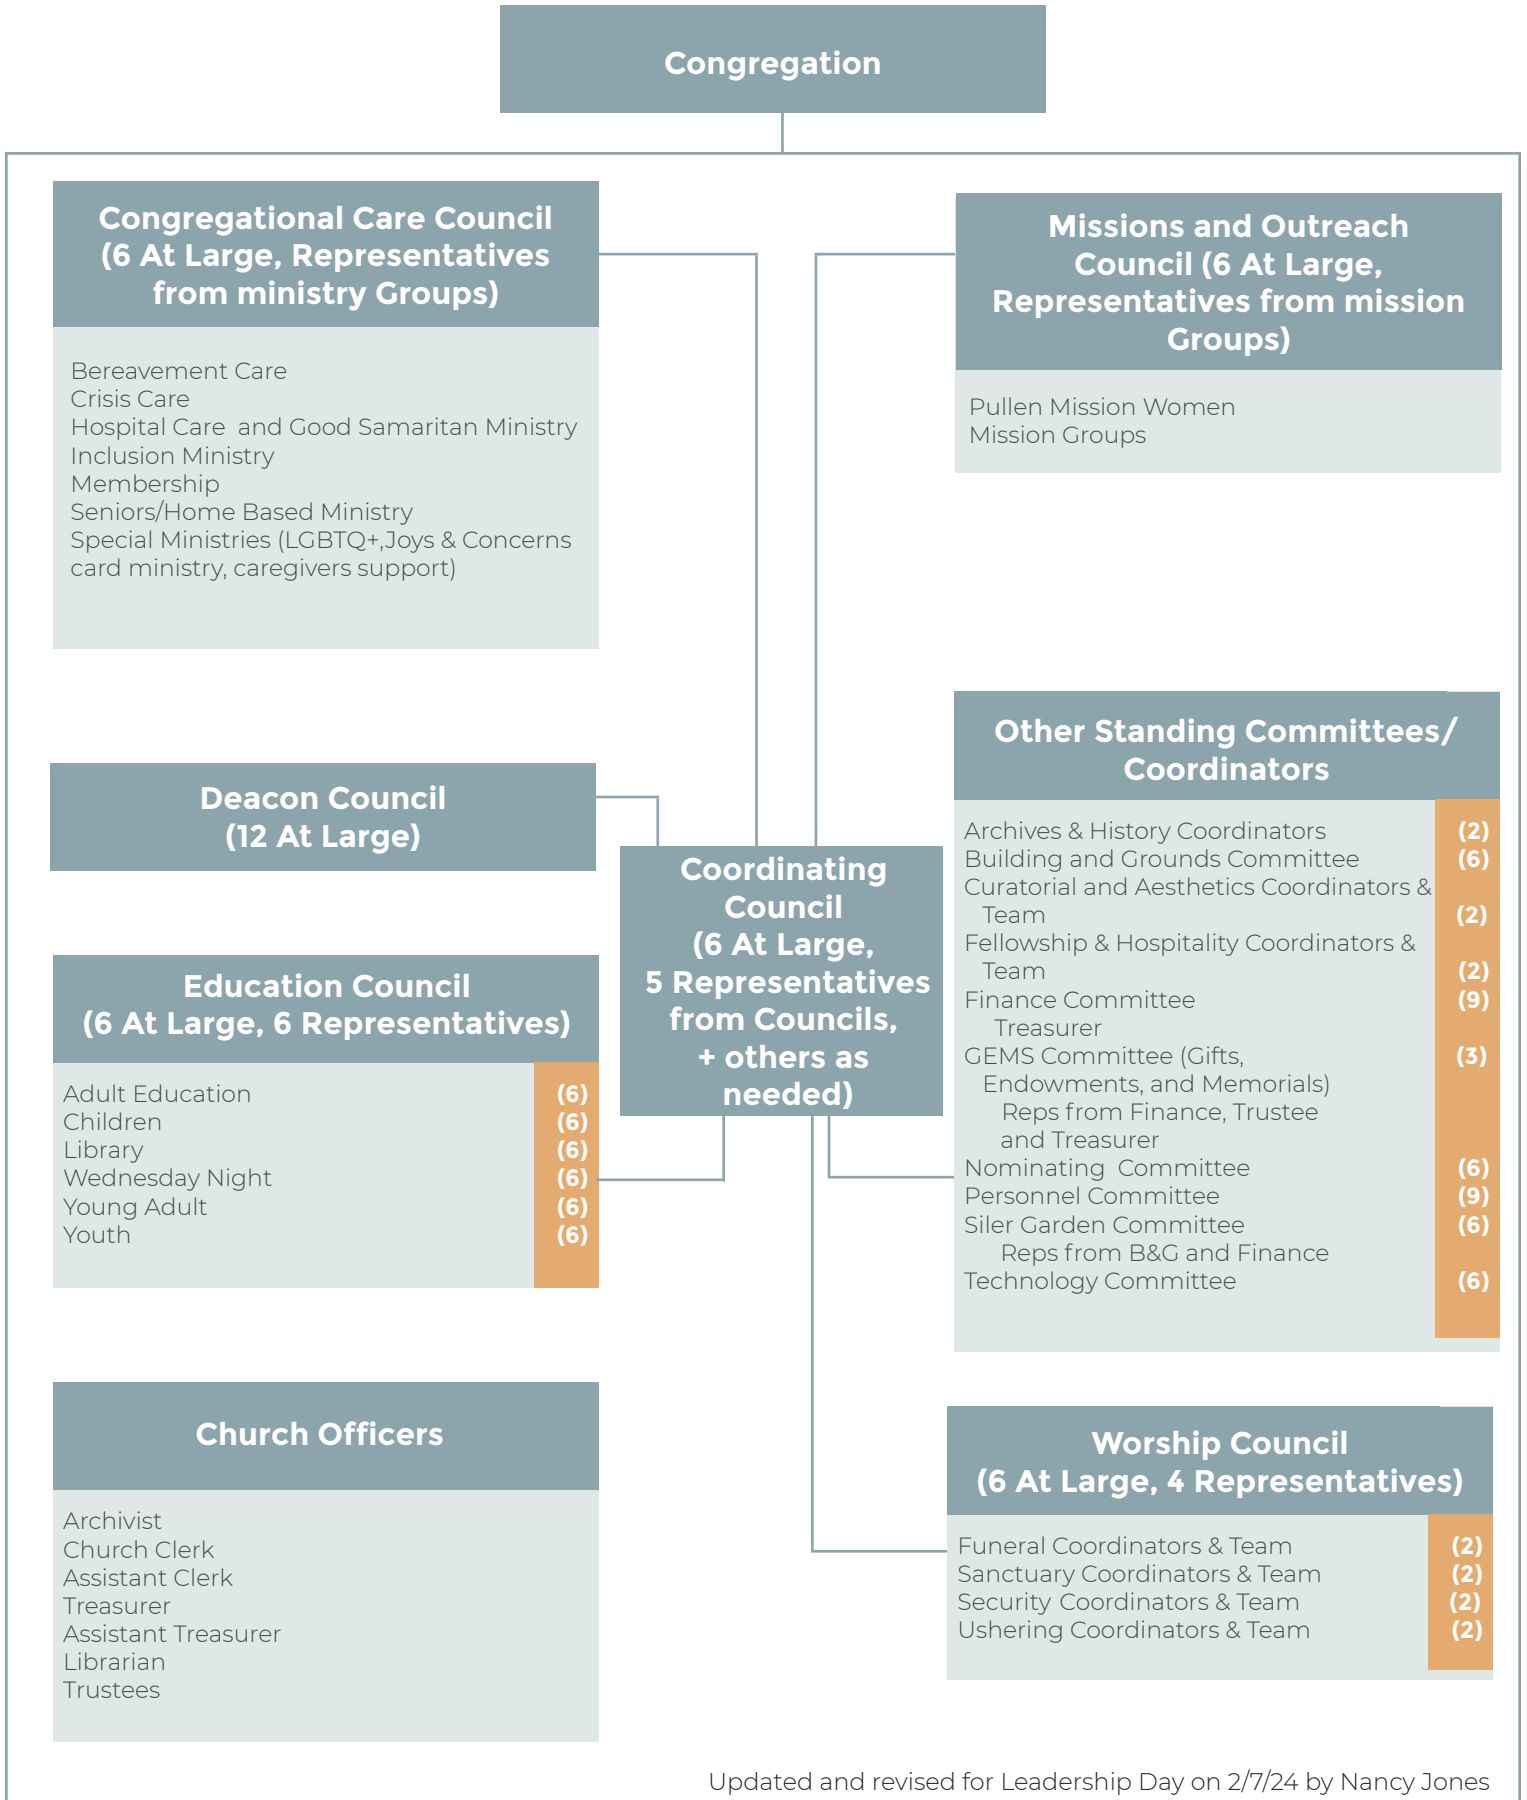 Congregation
Congregational Care Council
(6 At Large, Representatives
from ministry Groups)
Bereavement Care
Crisis Care
Hospital Care and Good Samaritan Ministry
Inclusion Ministry
Membership
Seniors/Home Based Ministry
Special Ministries (LGBTQ+,Joys & Concerns
card ministry, caregivers support)
Missions and Outreach
Council (6 At Large,
Representatives from mission
Groups)
Pullen Mission Women
Mission Groups
Deacon Council
(12 At Large)
Coordinating
Council
(6 At Large,
5 Representatives
from Councils,
+ others as
needed)
Other Standing Committees/
Coordinators
Archives & History Coordinators (2)
Building and Grounds Committee (6)
Curatorial and Aesthetics Coordinators &
Team (2)
Fellowship & Hospitality Coordinators &
Team (2)
Finance Committee (9)
Treasurer
GEMS Committee (Gifts, (3)
Endowments, and Memorials)
Reps from Finance, Trustee
and Treasurer
Nominating Committee (6)
Personnel Committee (9)
Siler Garden Committee (6)
Reps from B&G and Finance
Technology Committee (6)
Education Council
(6 At Large, 6 Representatives)
Adult Education (6)
Children (6)
Library (6)
Wednesday Night (6)
Young Adult (6)
Youth (6)
Church Officers
Archivist
Church Clerk
Assistant Clerk
Treasurer
Assistant Treasurer
Librarian
Trustees
Worship Council
(6 At Large, 4 Representatives)
Funeral Coordinators & Team (2)
Sanctuary Coordinators & Team (2)
Security Coordinators & Team (2)
Ushering Coordinators & Team (2)
Updated and revised for Leadership Day on 2/7/24 by Nancy Jones